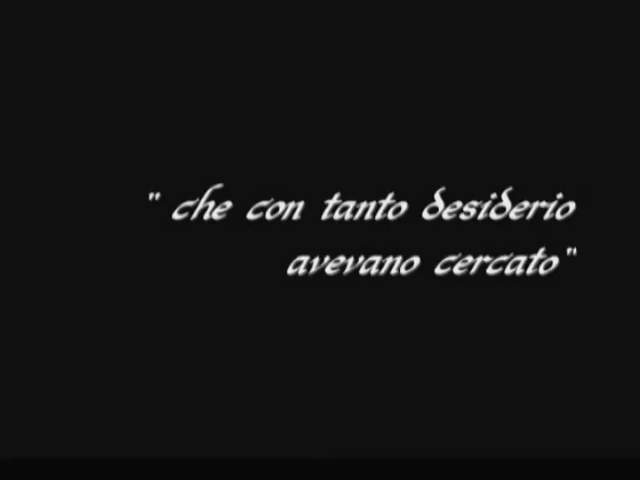 " che con tanto desiderio
avevano cercato"